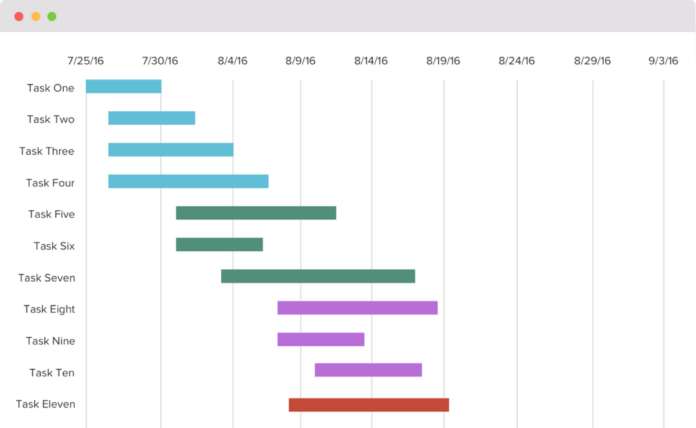 7/25/16 7/30/16 8/4/16 8/9/16 8/14/16 8/19/16 8/24/16 8/29/16 9/3/16
Task One
Task Two
Task Three
Task Four
Task Five
Task Six
Task Seven
Task Eight
Task Nine
Task Ten
Task Eleven